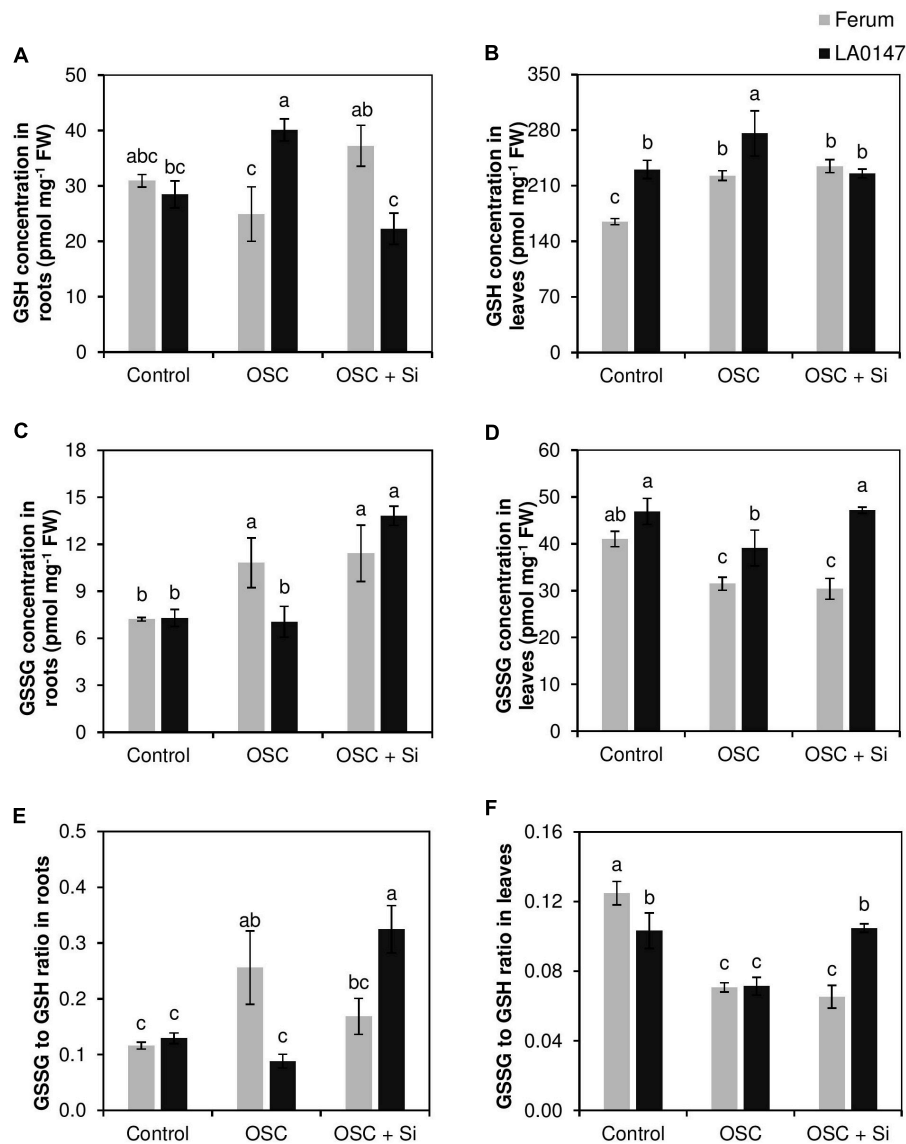 Ferum
LA0147
A
GSH concentration in
roots (pmol mg-1 FW)
50
40
30
20
10
0
abc
bc
c
a
ab
c
Control
OSC
OSC + Si
B
GSH concentration in
leaves (pmol mg-1 FW)
350
280
210
140
70
0
c
b
b
a
b
b
Control
OSC
OSC + Si
C
GSSG concentration in
roots (pmol mg-1 FW)
18
15
12
9
6
3
0
b
b
a
b
a
a
Control
OSC
OSC + Si
D
GSSG concentration in
leaves (pmol mg-1 FW)
60
50
40
30
20
10
0
ab
a
c
b
c
a
Control
OSC
OSC + Si
E
GSSG to GSH ratio in roots
0.5
0.4
0.3
0.2
0.1
0.0
c
c
ab
c
bc
a
Control
OSC
OSC + Si
F
GSSG to GSH ratio in leaves
0.16
0.12
0.08
0.04
0.00
a
b
c
c
c
b
Control
OSC
OSC + Si